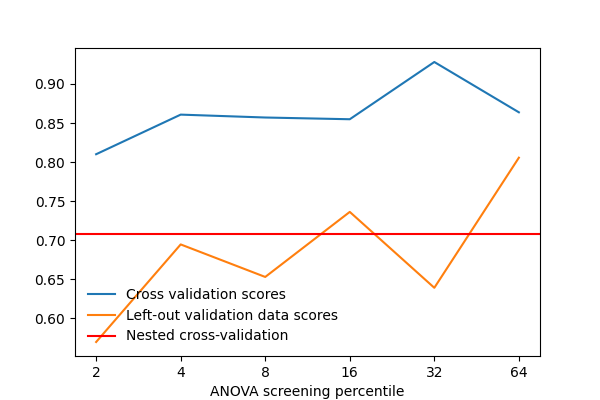 0.90
0.85
0.80
0.75
0.70
0.65
0.60
Cross validation scores
Left-out validation data scores
Nested cross-validation
2 4 8 16 32 64
ANOVA screening percentile